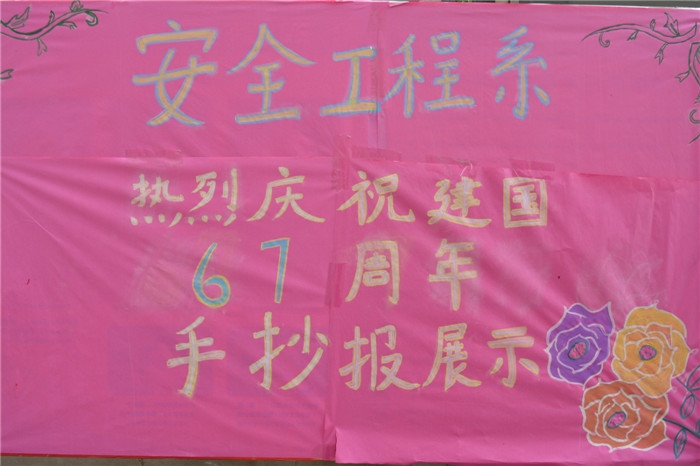 安全工程系
热烈庆祝建国
67周年
手抄报展示